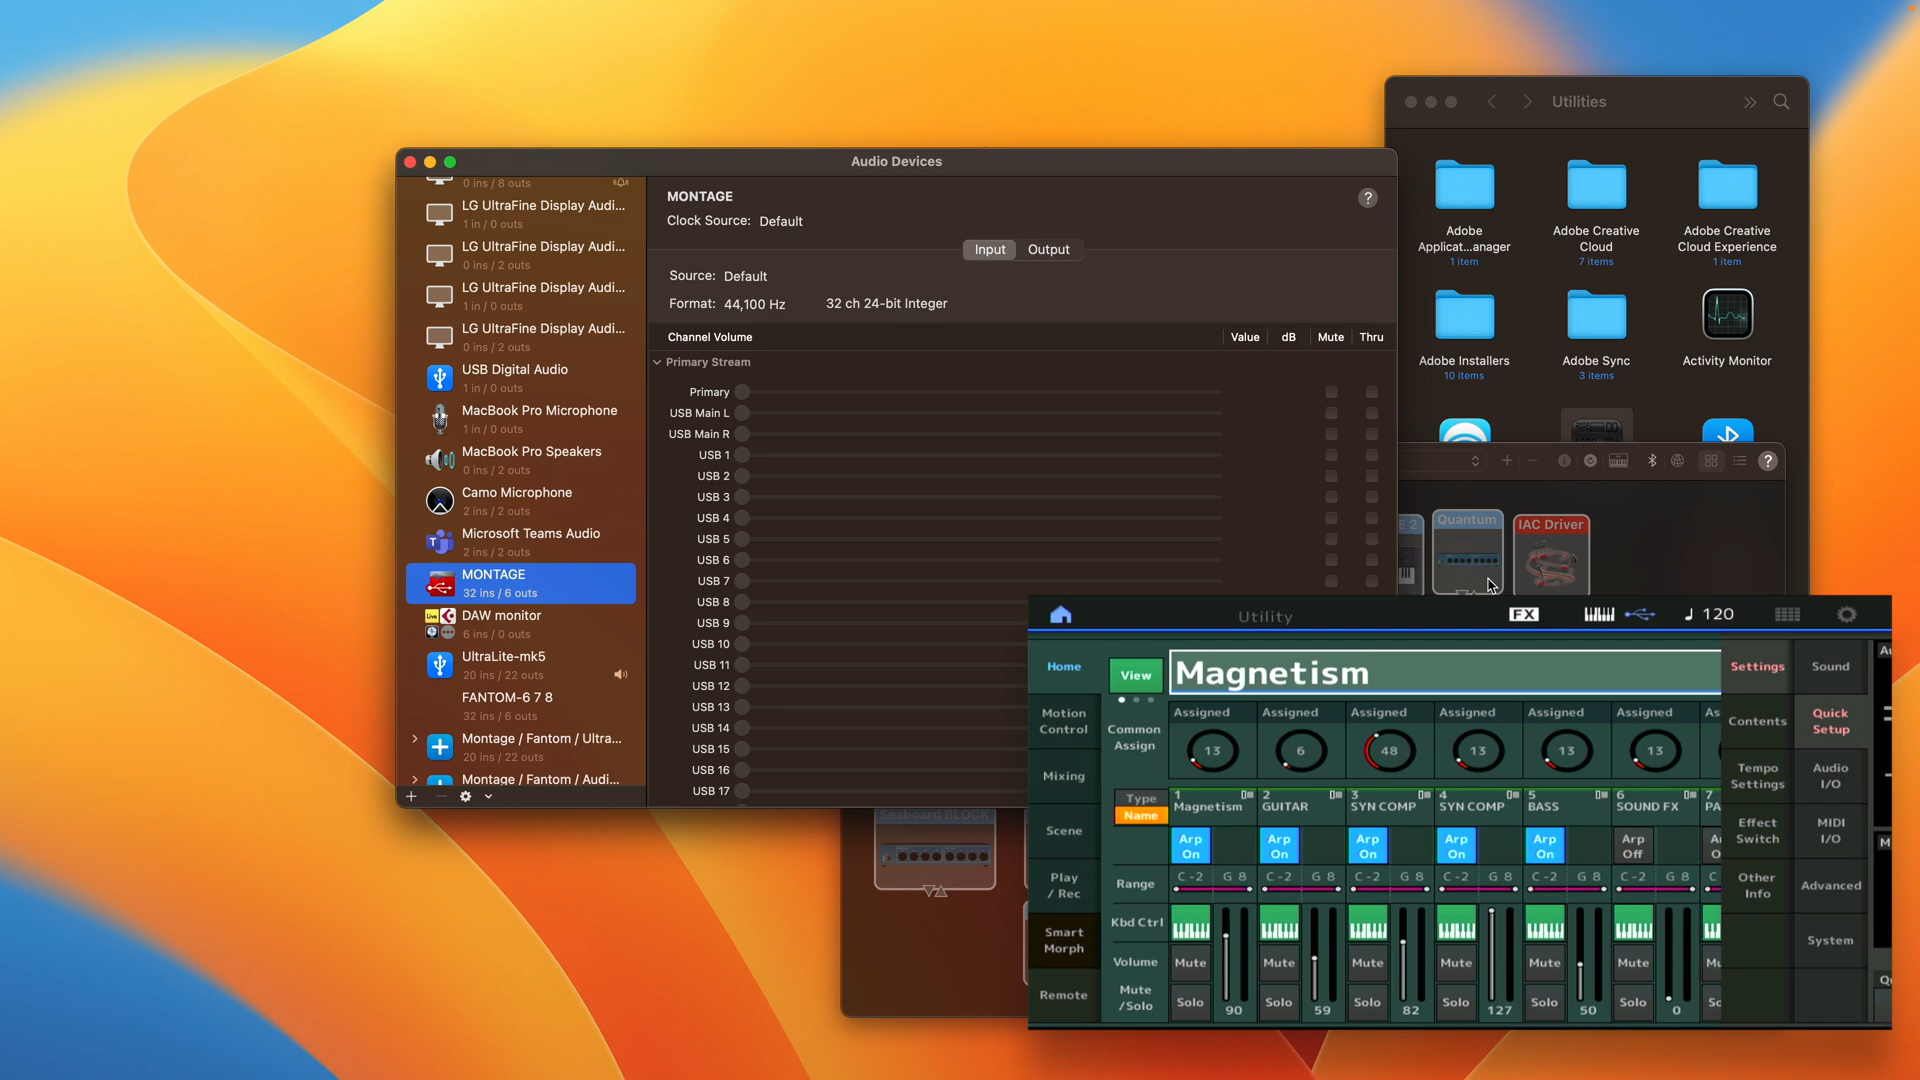 Utilities
Adobe
Applicat...anager
1 item
Adobe Creative
Cloud
7 items
Adobe Creative
Cloud Experience
1 item
Adobe Installers
10 items
Adobe Sync
3 items
Activity Monitor
Audio Devices
0 ins / 8 outs
LG UltraFine Display Audi...
1 in / 0 outs
LG UltraFine Display Audi...
0 ins / 2 outs
LG UltraFine Display Audi...
1 in / 0 outs
LG UltraFine Display Audi...
0 ins / 2 outs
USB Digital Audio
1 in / 0 outs
MacBook Pro Microphone
1 in / 0 outs
MacBook Pro Speakers
0 ins / 2 outs
Camo Microphone
2 ins / 2 outs
Microsoft Teams Audio
2 ins / 2 outs
MONTAGE
32 ins / 6 outs
DAW monitor
6 ins / 0 outs
UltraLite-mk5
20 ins / 22 outs
FANTOM-6 7 8
32 ins / 6 outs
Montage / Fantom / Ultra...
20 ins / 22 outs
Montage / Fantom / Audi...
MONTAGE
?
Clock Source: Default
Input Output
Source: Default
Format: 44,100 Hz 32 ch 24-bit Integer
Channel Volume Value dB Mute Thru
Primary Stream
Primary
USB Main L
USB Main R
USB 1
USB 2
USB 3
USB 4
USB 5
USB 6
USB 7
USB 8
USB 9
USB 10
USB 11
USB 12
USB 13
USB 14
USB 15
USB 16
USB 17
?
E 2 Quantum IAC Driver
Seaboard BLOCK
Utility FX 120
Home View Magnetism Settings Sound Au
Motion
Control
Mixing
Scene
Play
/ Rec
Smart
Morph
Remote
Common
Assign
Assigned Assigned Assigned Assigned Assigned Assigned As
13 6 48 13 13 13
Type
Name
1 Magnetism
2 GUITAR
3 SYN COMP
4 SYN COMP
5 BASS
6 SOUND FX
7 PA
Arp On Arp On Arp On Arp On Arp On Arp Off A O
Range C -2 G 8 C -2 G 8 C -2 G 8 C -2 G 8 C -2 G 8 C -2 G 8 C
Kbd Ctrl
Volume
Mute
/Solo
Mute Mute Mute Mute Mute Mute Mu
Solo Solo Solo Solo Solo Solo So
90 59 82 127 50 0
Contents
Tempo
Settings
Effect
Switch
Other
Info
Quick
Setup
Audio
I/O
MIDI
I/O
Advanced
System
M
Qu